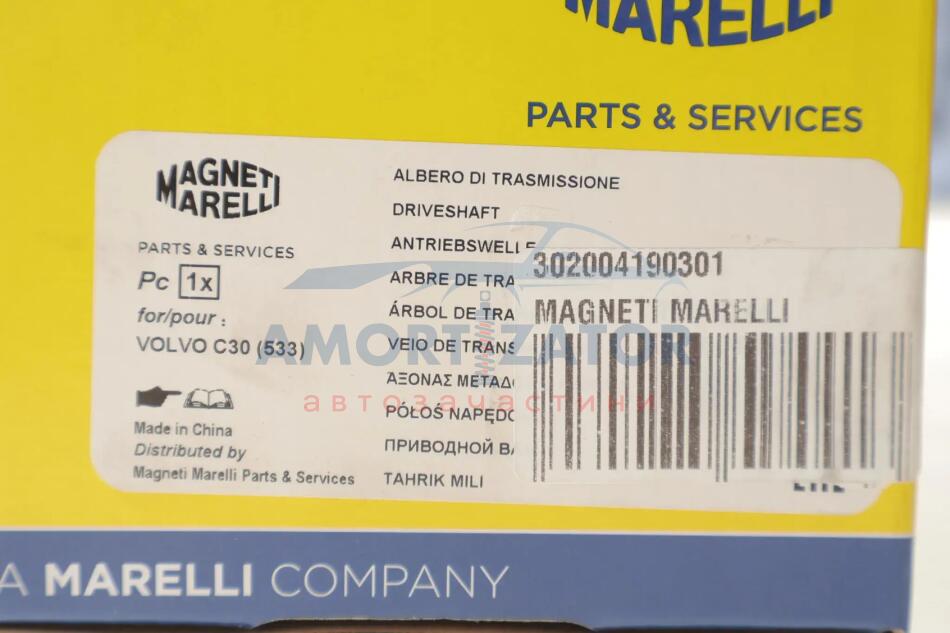 MARELLI
PARTS & SERVICES
MAGNETI
MARELLI
PARTS & SERVICES
Pc 1x
for/pour :
VOLVO C30 (533)
Made in China
Distributed by
Magneti Marelli Parts & Services
ALBERO DI TRASMISSIONE
DRIVESHAFT
ANTRIEBSWELLE
ARBRE DE TRA
ÁRBOL DE TRA
VEIO DE TRANS
ΆΞΟΝΑΣ ΜΕΤΑΔ
PÓŁOŚ NAPĘDO
ПРИВОДНОЙ ВА
TAHRIK MILI
302004190301
MAGNETI MARELLI
AMORTIZATOR
автозапчастини
A MARELLI COMPANY